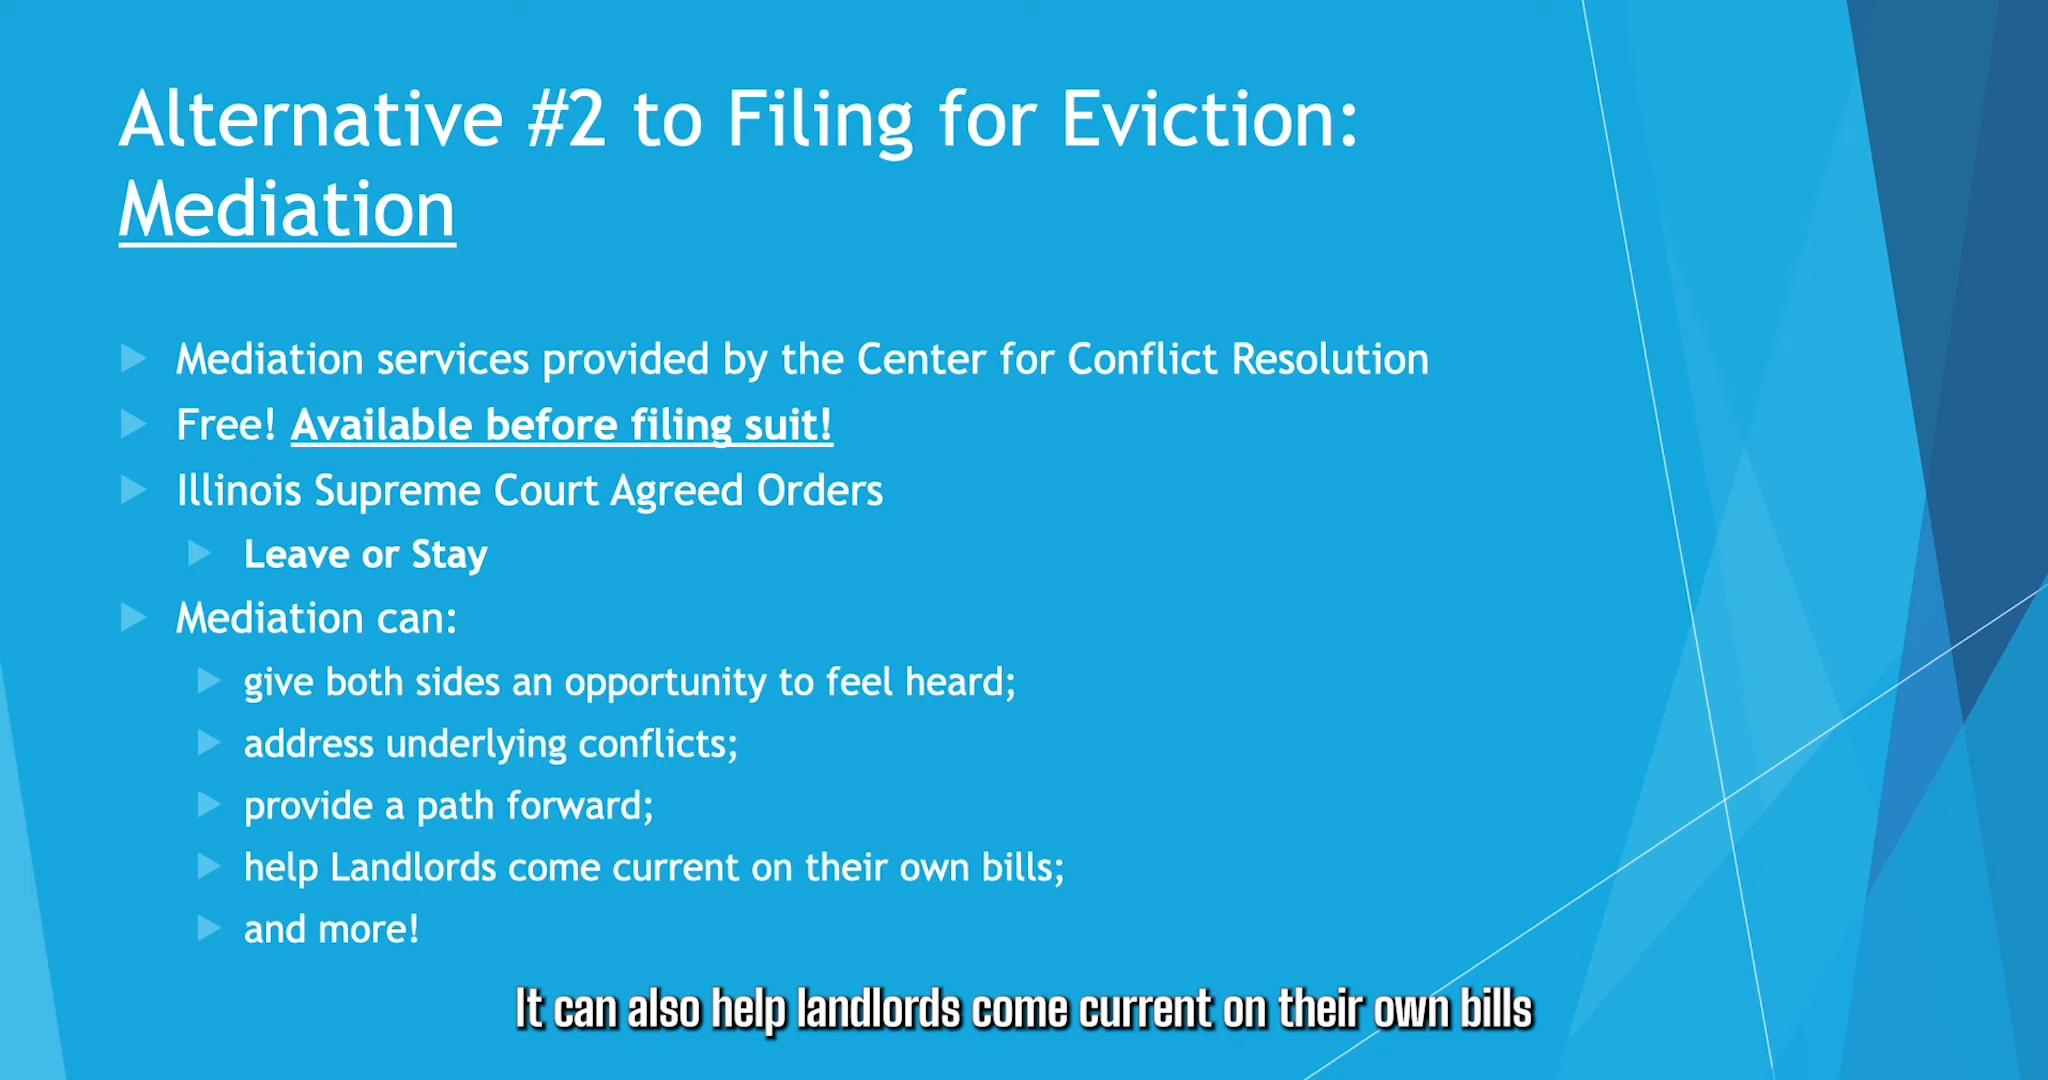 Alternative #2 to Filing for Eviction:
Mediation
Mediation services provided by the Center for Conflict Resolution
Free! Available before filing suit!
Illinois Supreme Court Agreed Orders
Leave or Stay
Mediation can:
give both sides an opportunity to feel heard;
address underlying conflicts;
provide a path forward;
help Landlords come current on their own bills;
and more!
It can also help landlords come current on their own bills